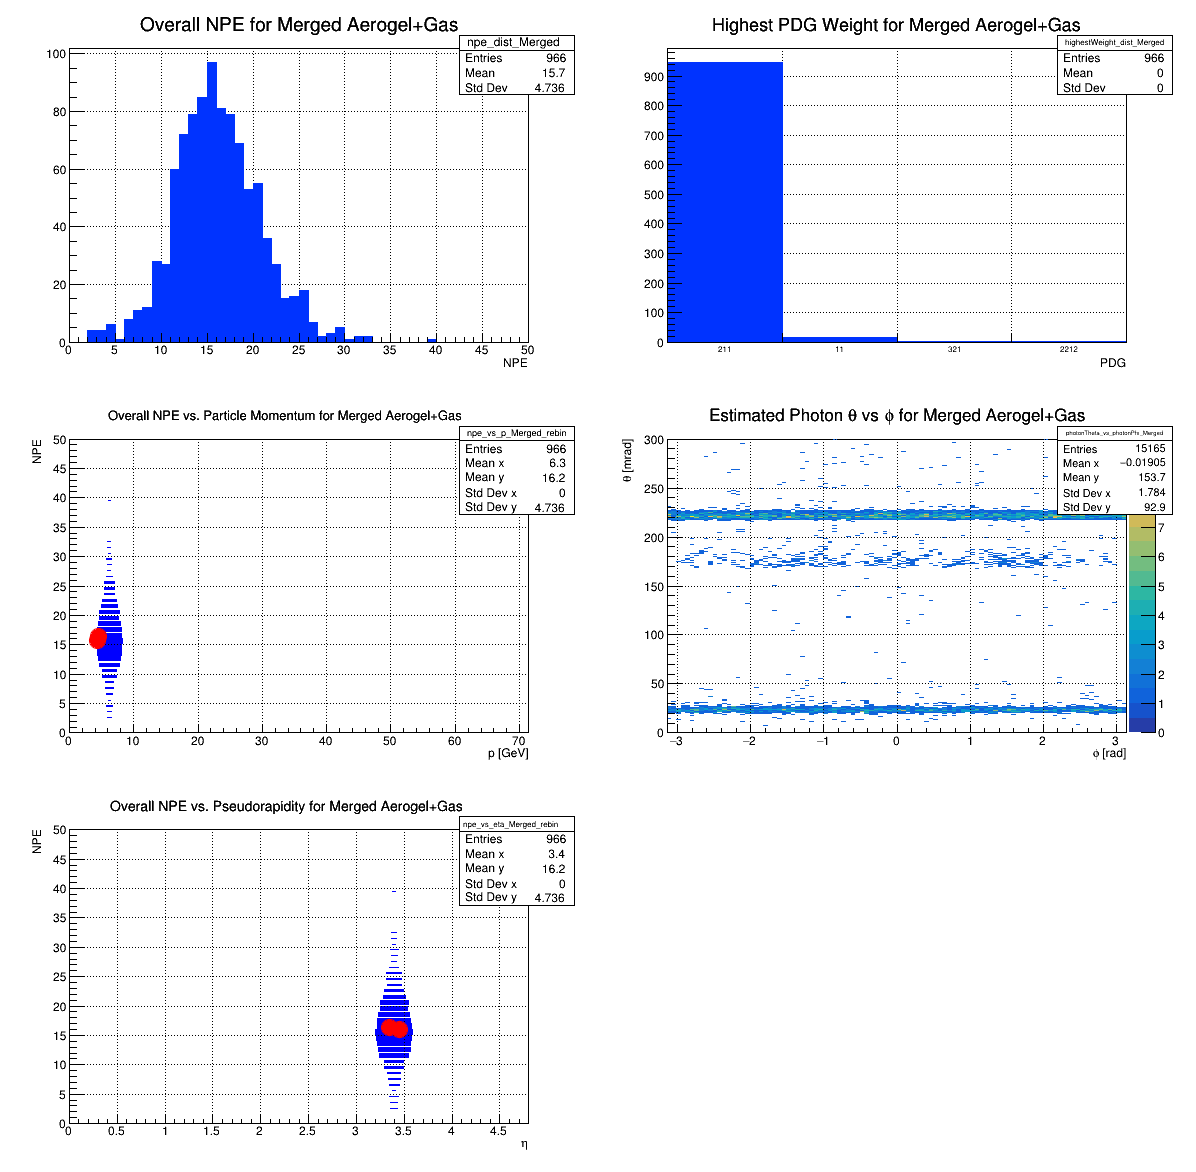 Overall NPE for Merged Aerogel+Gas
npe_dist_Merged
Entries 966
Mean 15.7
Std Dev 4.736
100
80
60
40
20
0
0 5 10 15 20 25 30 35 40 45 50
NPE
Highest PDG Weight for Merged Aerogel+Gas
highestWeight_dist_Merged
Entries 966
Mean 0
Std Dev 0
900
800
700
600
500
400
300
200
100
0
211 11 321 2212
PDG
Overall NPE vs. Particle Momentum for Merged Aerogel+Gas
npe_vs_p_Merged_rebin
Entries 966
Mean x 6.3
Mean y 16.2
Std Dev x 0
Std Dev y 4.736
NPE
50
45
40
35
30
25
20
15
10
5
0
0 10 20 30 40 50 60 70
p [GeV]
Estimated Photon θ vs ϕ for Merged Aerogel+Gas
photonTheta_vs_photonPhi_Merged
Entries 15165
Mean x −0.01905
Mean y 153.7
Std Dev x 1.784
Std Dev y 92.9
θ [mrad]
300
250
200
150
100
50
0
−3 −2 −1 0 1 2 3
ϕ [rad]
7
6
5
4
3
2
1
0
Overall NPE vs. Pseudorapidity for Merged Aerogel+Gas
npe_vs_eta_Merged_rebin
Entries 966
Mean x 3.4
Mean y 16.2
Std Dev x 0
Std Dev y 4.736
NPE
50
45
40
35
30
25
20
15
10
5
0
0 0.5 1 1.5 2 2.5 3 3.5 4 4.5
η